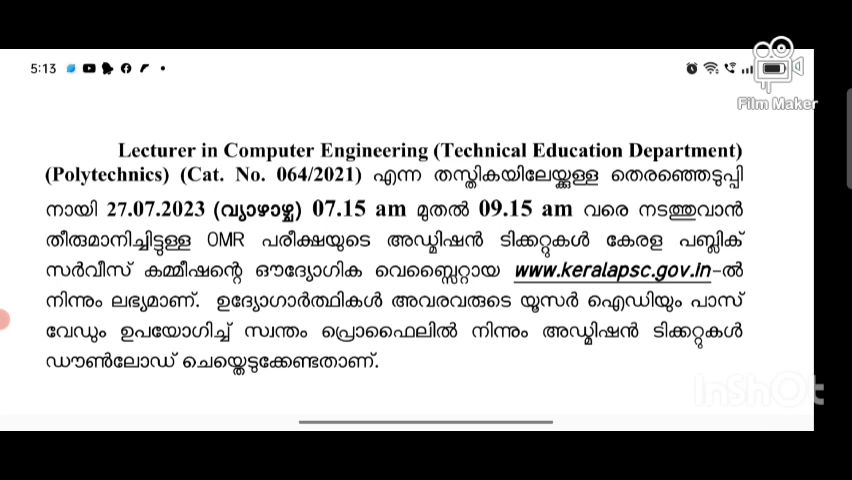 5:13
Film Maker
Lecturer in Computer Engineering (Technical Education Department)
(Polytechnics) (Cat. No. 064/2021) എന്ന തസ്തികയിലേയ്ക്കുള്ള തെരഞ്ഞെടുപ്പി
നായി 27.07.2023 (വ്യാഴാഴ്ച) 07.15 am മുതൽ 09.15 am വരെ നടത്തുവാൻ
തീരുമാനിച്ചിട്ടുള്ള OMR പരീക്ഷയുടെ അഡ്മിഷൻ ടിക്കറ്റുകൾ കേരള പബ്ലിക്
സർവീസ് കമ്മീഷന്റെ ഔദ്യോഗിക വെബ്സൈറ്റായ www.keralapsc.gov.in-ൽ
നിന്നും ലഭ്യമാണ്. ഉദ്യോഗാർത്ഥികൾ അവരവരുടെ യൂസർ ഐഡിയും പാസ്
വേഡും ഉപയോഗിച്ച് സ്വന്തം പ്രൊഫൈലിൽ നിന്നും അഡ്മിഷൻ ടിക്കറ്റുകൾ
ഡൗൺലോഡ് ചെയ്തെടുക്കേണ്ടതാണ്.
InShOt